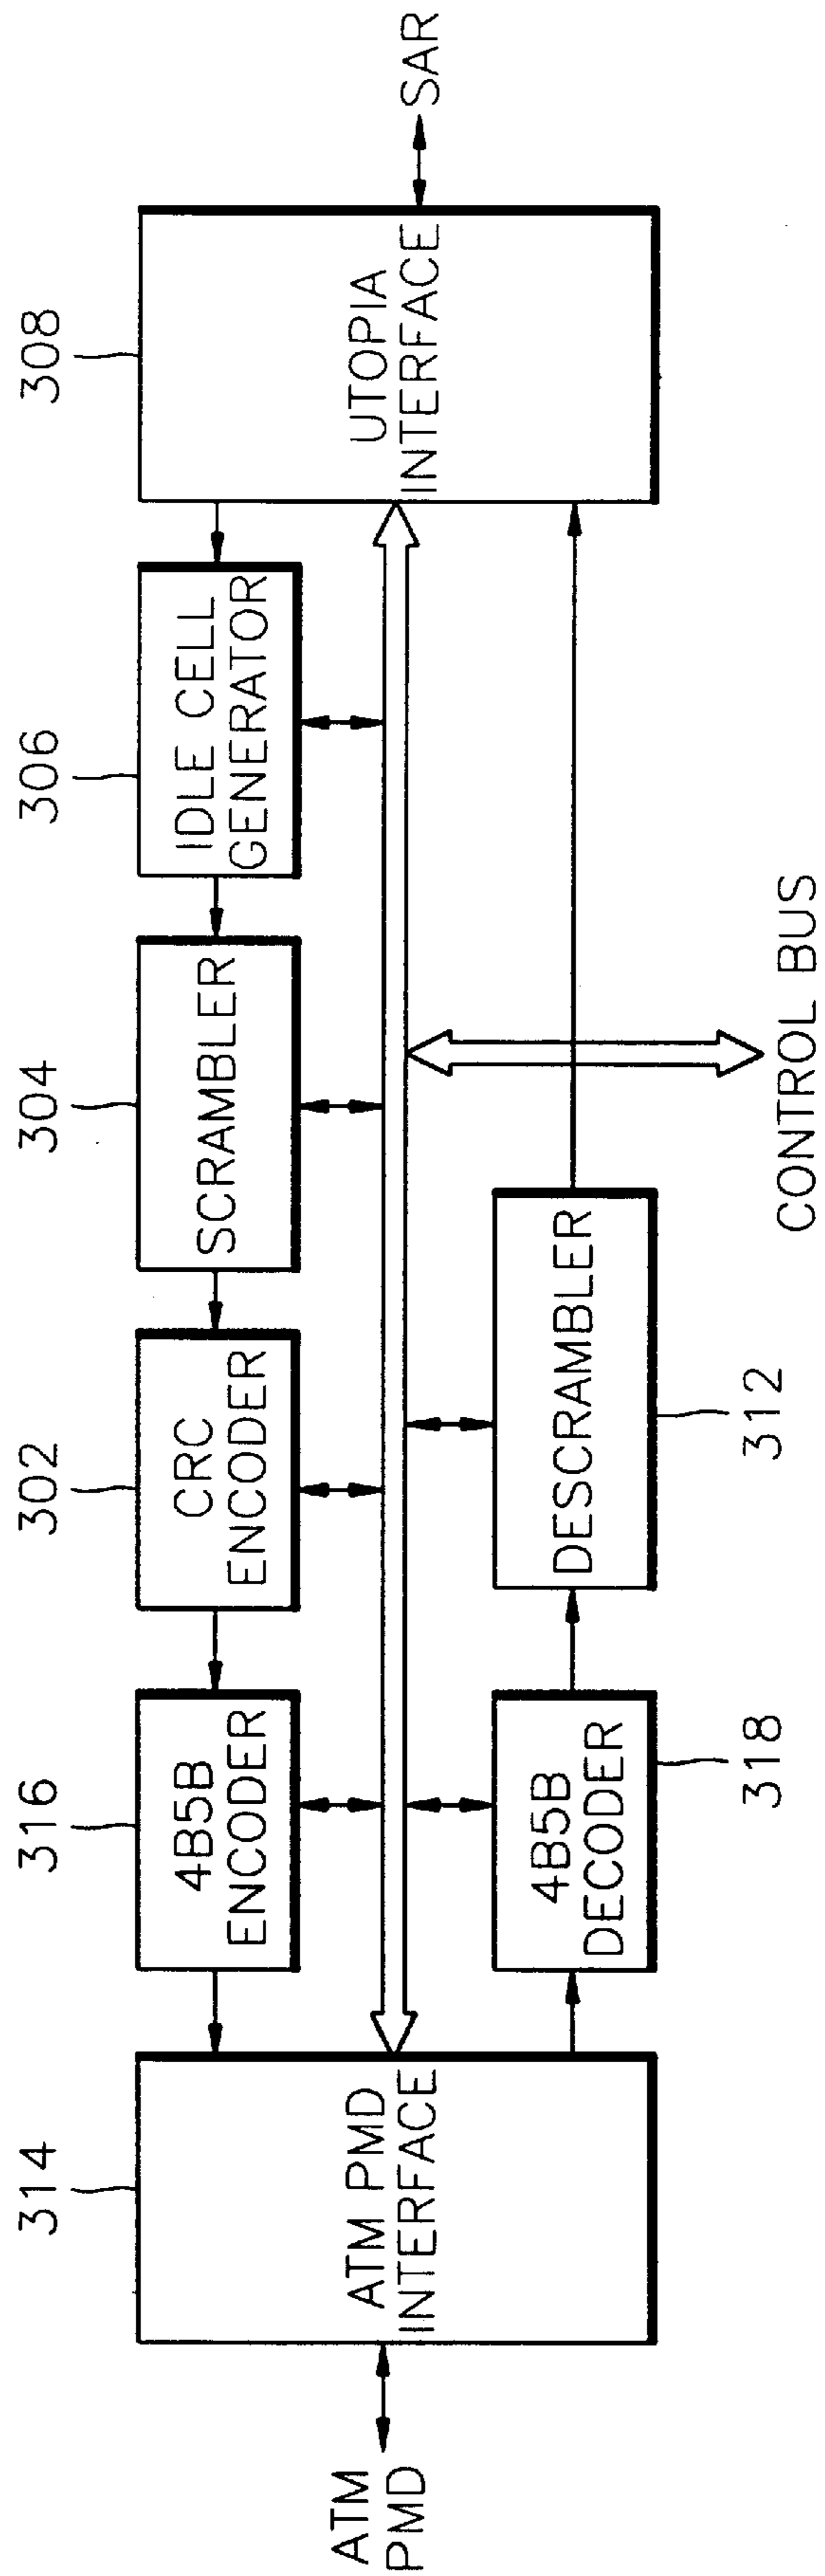 314
316
302
304
306
308
ATM
PMD
ATM PMD
INTERFACE
4B5B
ENCODER
CRC
ENCODER
SCRAMBLER
IDLE CELL
GENERATOR
UTOPIA
INTERFACE
SAR
4B5B
DECODER
DESCRAMBLER
318
312
CONTROL BUS